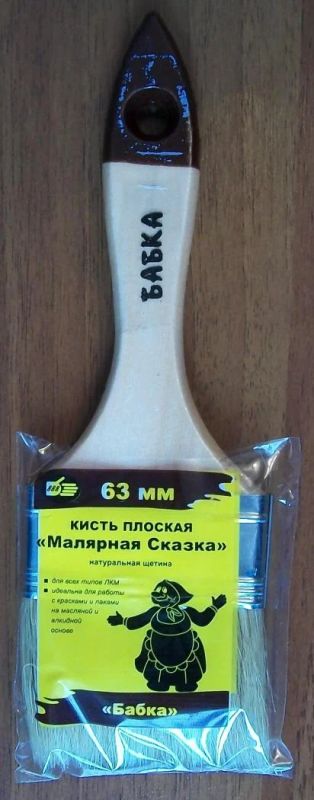 БАБКА
63 мм
КИСТЬ ПЛОСКАЯ
«Малярная Сказка»
натуральная щетина
для всех типов ЛКМ
идеальна для работы
с красками и лаками
на масляной и
алкидной
основе
«Бабка»